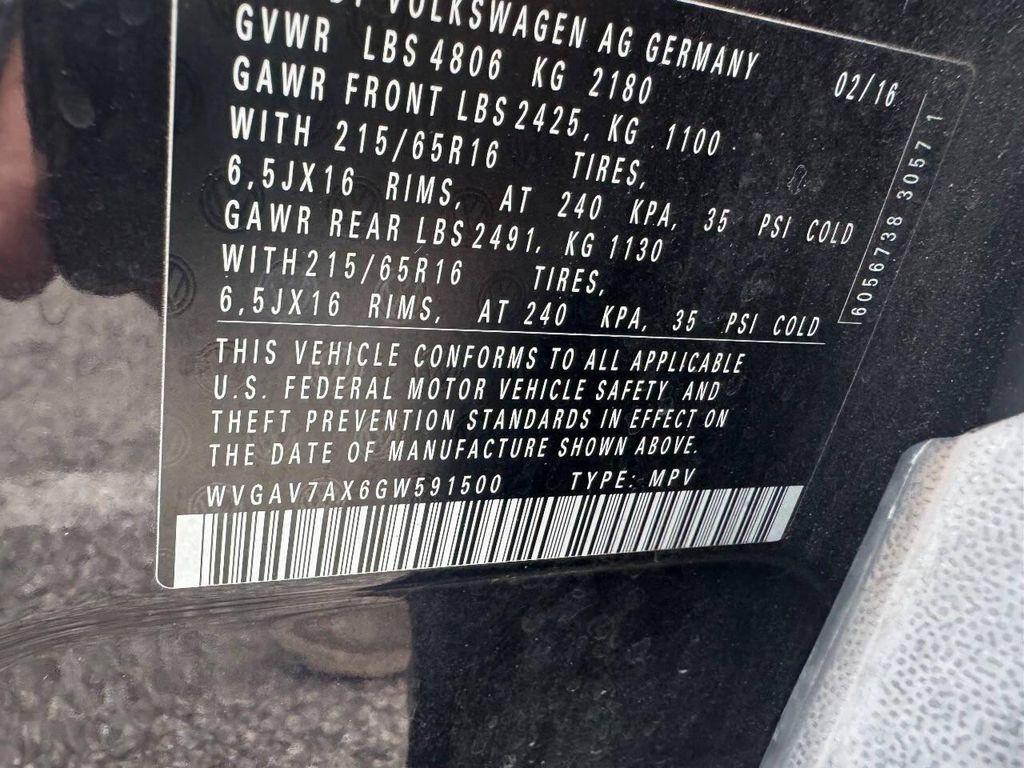 VOLKSWAGEN AG GERMANY
GVWR LBS 4806 KG 2180 02/16
GAWR FRONT LBS 2425, KG 1100
WITH 215/65R16 TIRES,
6,5JX16 RIMS, AT 240 KPA, 35 PSI COLD
GAWR REAR LBS 2491, KG 1130
WITH 215/65R16 TIRES,
6,5JX16 RIMS, AT 240 KPA, 35 PSI COLD
6056738 3057 1
THIS VEHICLE CONFORMS TO ALL APPLICABLE
U.S. FEDERAL MOTOR VEHICLE SAFETY AND
THEFT PREVENTION STANDARDS IN EFFECT ON
THE DATE OF MANUFACTURE SHOWN ABOVE.
WVGAV7AX6GW591500 TYPE: MPV